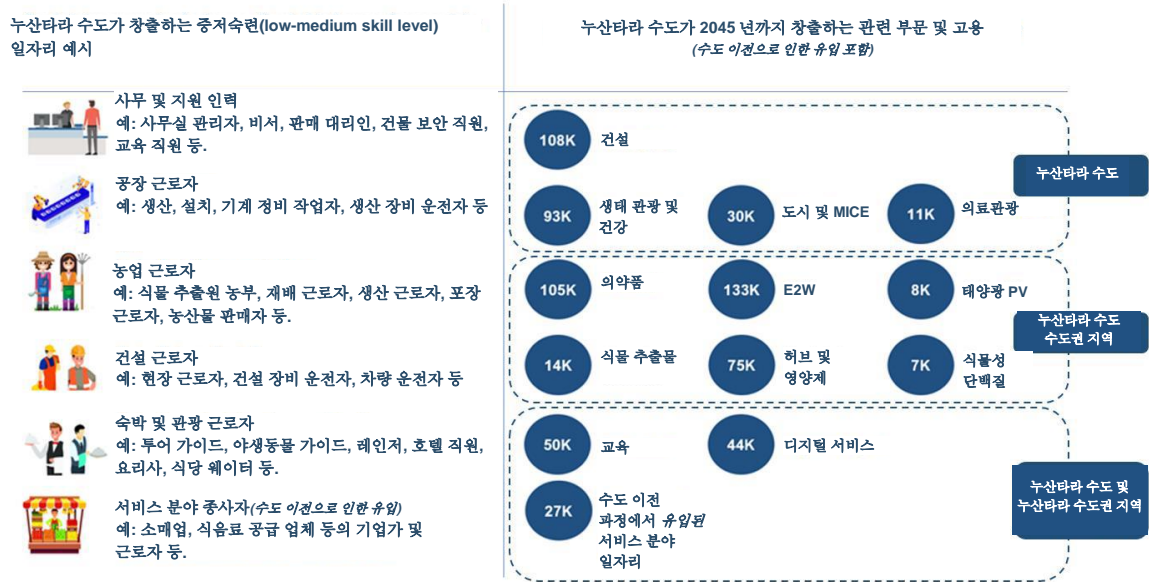 누산타라 수도가 창출하는 중저숙련(low-medium skill level)
일자리 예시
사무 및 지원 인력
예: 사무실 관리자, 비서, 판매 대리인, 건물 보안 직원,
교육 직원 등.
공장 근로자
예: 생산, 설치, 기계 정비 작업자, 생산 장비 운전자 등
농업 근로자
예: 식물 추출원 농부, 재배 근로자, 생산 근로자, 포장
근로자, 농산물 판매자 등.
건설 근로자
예: 현장 근로자, 건설 장비 운전자, 차량 운전자 등
숙박 및 관광 근로자
예: 투어 가이드, 야생동물 가이드, 레인저, 호텔 직원,
요리사, 식당 웨이터 등.
서비스 분야 종사자(수도 이전으로 인한 유입)
예: 소매업, 식음료 공급 업체 등의 기업가 및
근로자 등.
누산타라 수도가 2045 년까지 창출하는 관련 부문 및 고용
(수도 이전으로 인한 유입 포함)
108K 건설
93K 생태 관광 및
건강
30K 도시 및 MICE
11K 의료관광
누산타라 수도
105K 의약품
133K E2W
8K 태양광 PV
14K 식물 추출물
75K 허브 및
영양제
7K 식물성
단백질
누산타라 수도
수도권 지역
50K 교육
44K 디지털 서비스
27K 수도 이전
과정에서 유입된
서비스 분야
일자리
누산타라 수도 및
누산타라 수도권 지역